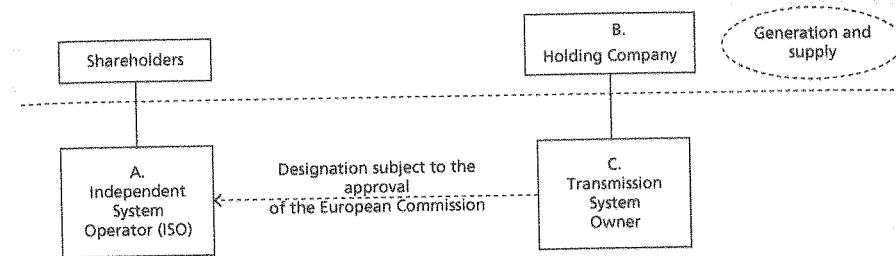 Shareholders
B.
Holding Company
Generation and
supply
A.
Independent
System
Operator (ISO)
Designation subject to the
approval
of the European Commission
C.
Transmission
System
Owner